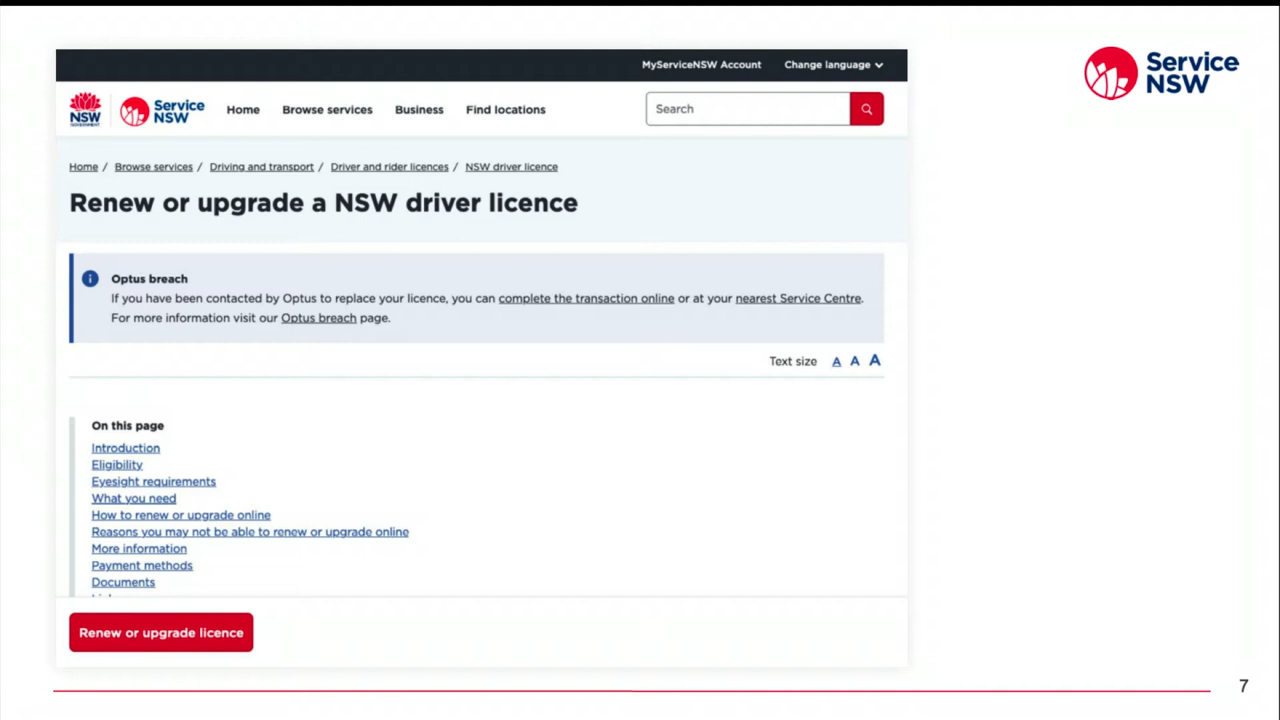 MyServiceNSW Account Change language
Service
NSW
NSW
GOVERNMENT
Service
NSW
Home Browse services Business Find locations
Search
Home / Browse services / Driving and transport / Driver and rider licences / NSW driver licence
Renew or upgrade a NSW driver licence
Optus breach
If you have been contacted by Optus to replace your licence, you can complete the transaction online or at your nearest Service Centre.
For more information visit our Optus breach page.
Text size A A A
On this page
Introduction
Eligibility
Eyesight requirements
What you need
How to renew or upgrade online
Reasons you may not be able to renew or upgrade online
More information
Payment methods
Documents
Renew or upgrade licence
7